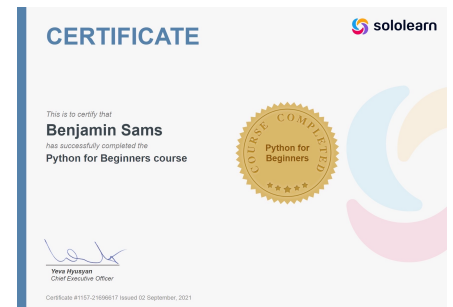 CERTIFICATE
sololearn
This is to certify that
Benjamin Sams
has successfully completed the
Python for Beginners course
COURSE COMPLETED
Python for
Beginners
Yeva Hyusyan
Chief Executive Officer
Certificate #1157-21696617 Issued 02 September, 2021